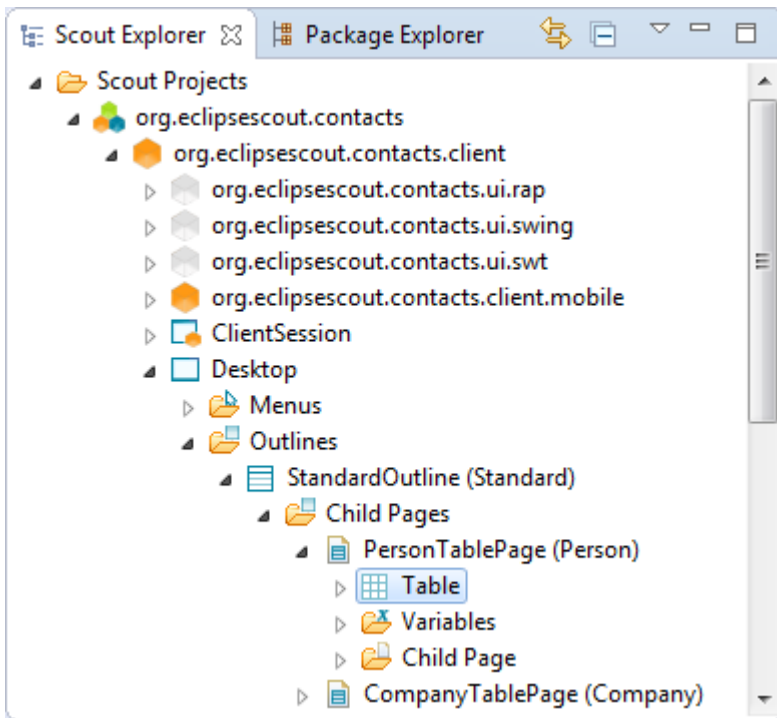 Scout Explorer Package Explorer
Scout Projects
org.eclipsescout.contacts
org.eclipsescout.contacts.client
org.eclipsescout.contacts.ui.rap
org.eclipsescout.contacts.ui.swing
org.eclipsescout.contacts.ui.swt
org.eclipsescout.contacts.client.mobile
ClientSession
Desktop
Menus
Outlines
StandardOutline (Standard)
Child Pages
PersonTablePage (Person)
Table
Variables
Child Page
CompanyTablePage (Company)